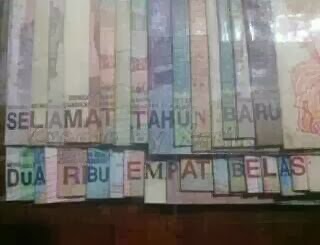 SELAMAT TAHUN BARU
DUA RIBU EMPAT BELAS